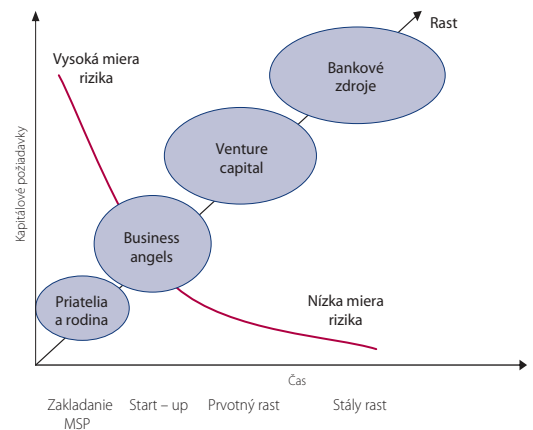 Rast
Vysoká miera
rizika
Bankové
zdroje
Venture
capital
Kapitálové požiadavky
Business
angels
Priatelia
a rodina
Nízka miera
rizika
Čas
Zakladanie
MSP
Start – up
Prvotný rast
Stály rast